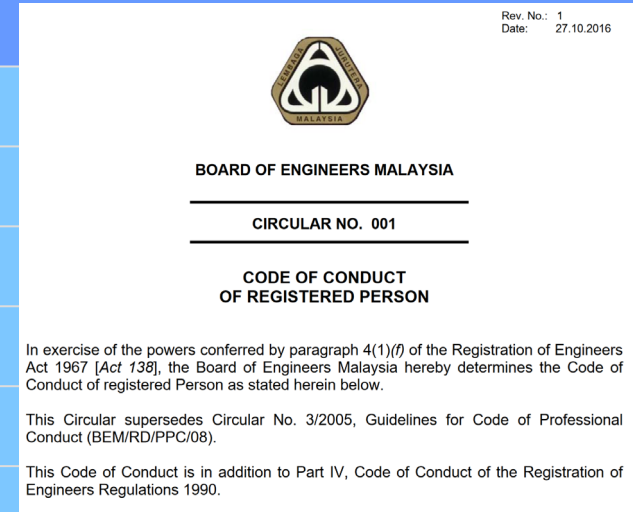 Rev. No.: 1
Date: 27.10.2016
LEMBAGA JURUTERA
MALAYSIA
BOARD OF ENGINEERS MALAYSIA
CIRCULAR NO. 001
CODE OF CONDUCT
OF REGISTERED PERSON
In exercise of the powers conferred by paragraph 4(1)(f) of the Registration of Engineers
Act 1967 [Act 138], the Board of Engineers Malaysia hereby determines the Code of
Conduct of registered Person as stated herein below.
This Circular supersedes Circular No. 3/2005, Guidelines for Code of Professional
Conduct (BEM/RD/PPC/08).
This Code of Conduct is in addition to Part IV, Code of Conduct of the Registration of
Engineers Regulations 1990.